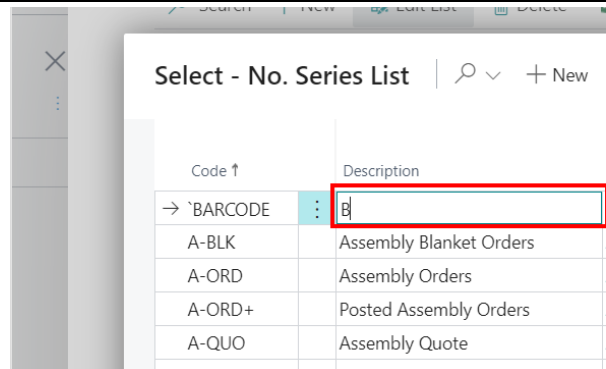 Search + New Edit List Delete
Select - No. Series List + New
Code ↑ Description
→ `BARCODE B
A-BLK Assembly Blanket Orders
A-ORD Assembly Orders
A-ORD+ Posted Assembly Orders
A-QUO Assembly Quote